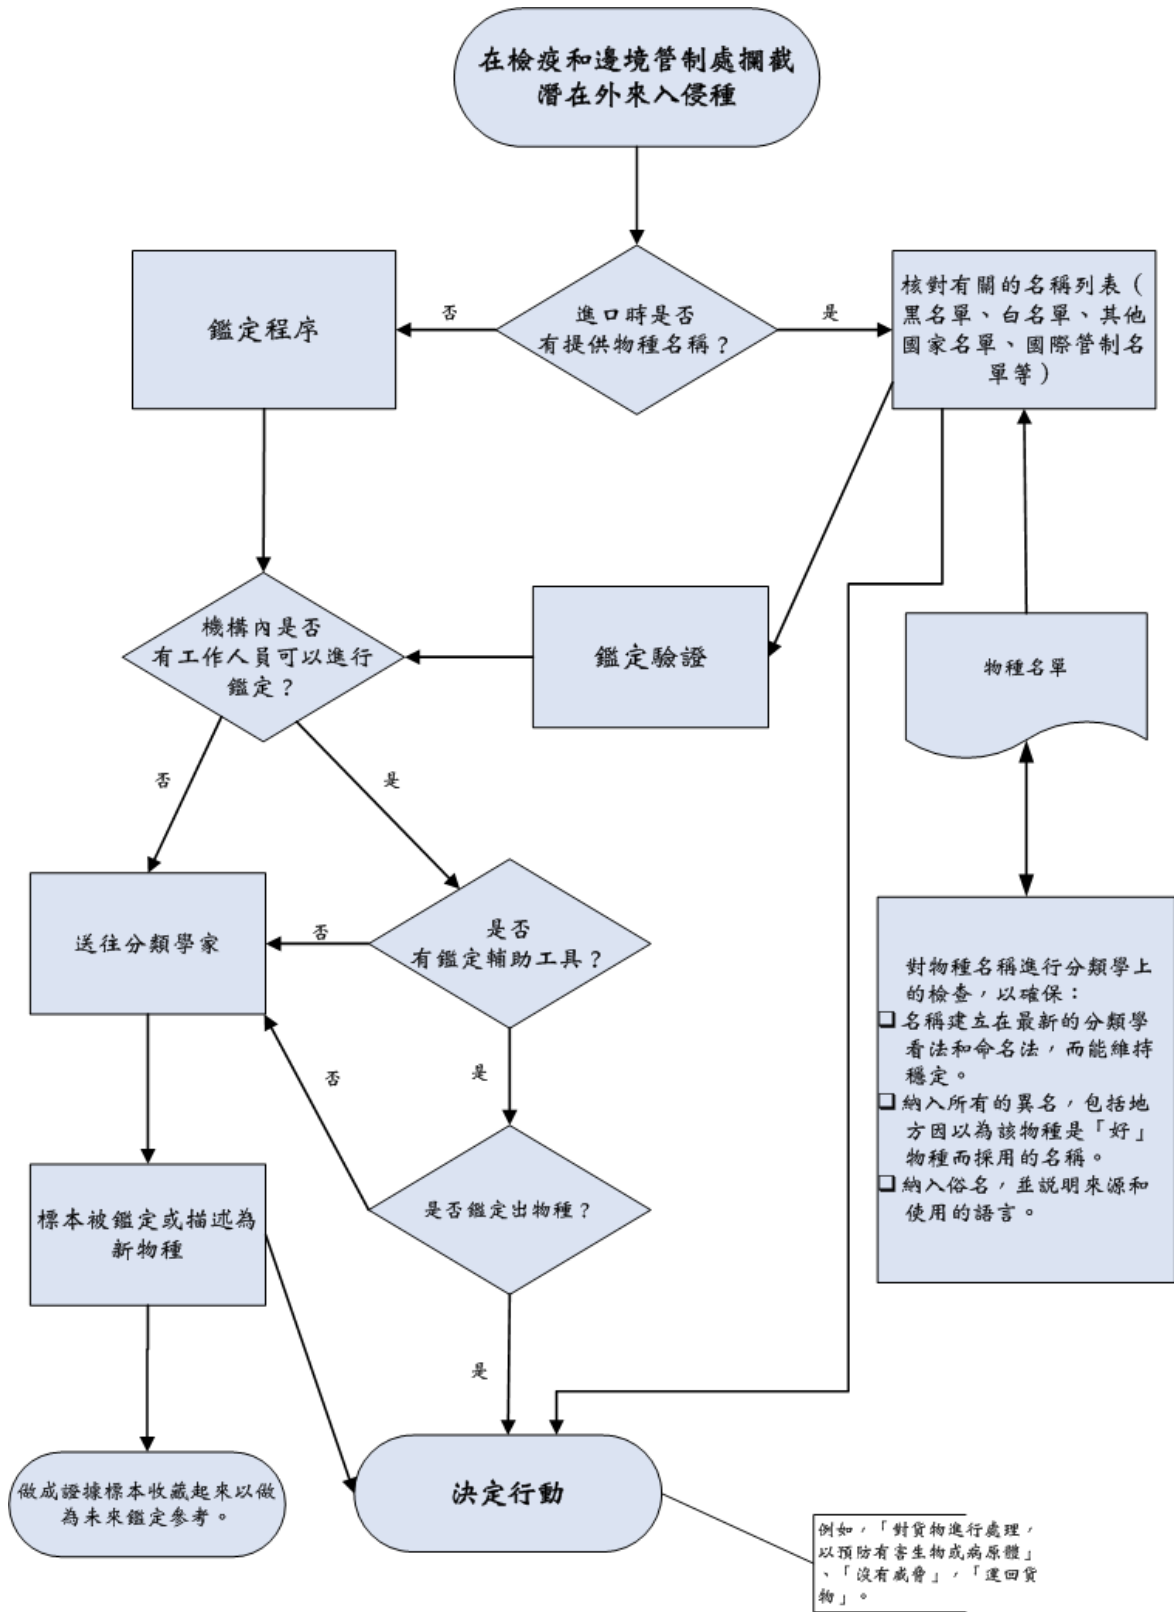 在檢疫和邊境管制處攔截
潛在外來入侵種
鑑定程序
否
進口時是否
有提供物種名稱？
是
核對有關的名稱列表（
黑名單、白名單、其他
國家名單、國際管制名
單等）
機構內是否
有工作人員可以進行
鑑定？
鑑定驗證
物種名單
否
是
送往分類學家
否
是否
有鑑定輔助工具？
是
否
對物種名稱進行分類學上
的檢查，以確保：
❑ 名稱建立在最新的分類學
看法和命名法，而能維持
穩定。
❑ 納入所有的異名，包括地
方因以為該物種是「好」
物種而採用的名稱。
❑ 納入俗名，並說明來源和
使用的語言。
標本被鑑定或描述為
新物種
是否鑑定出物種？
是
做成證據標本收藏起來以做
為未來鑑定參考。
決定行動
例如，「對貨物進行處理，
以預防有害生物或病原體」
、「沒有威脅」，「運回貨
物」。